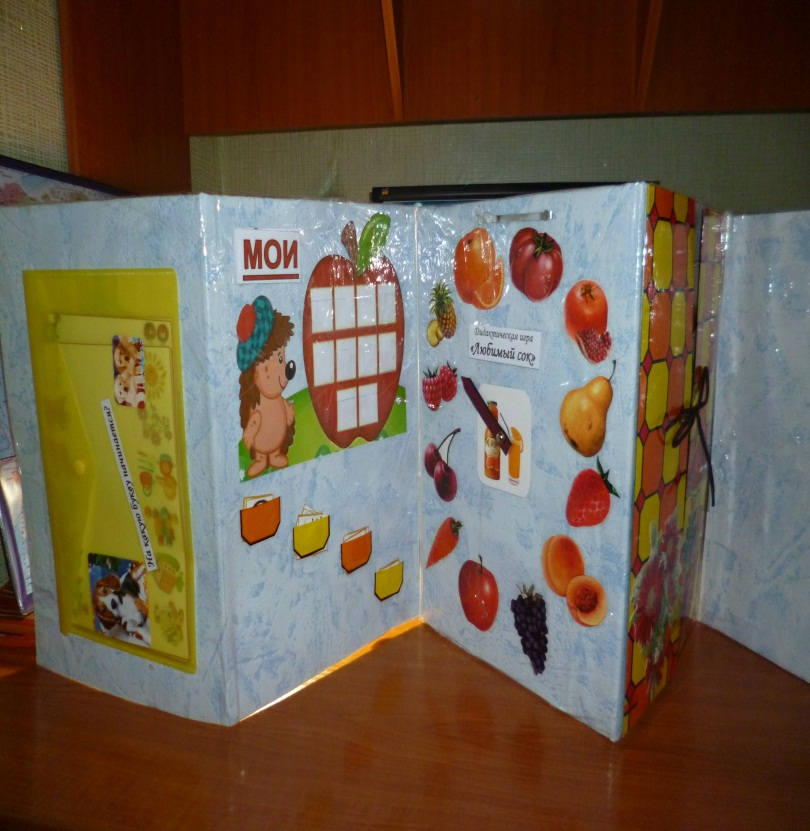 На какую букву начинается?
МОИ
Дидактическая игра
«Любимый сок»